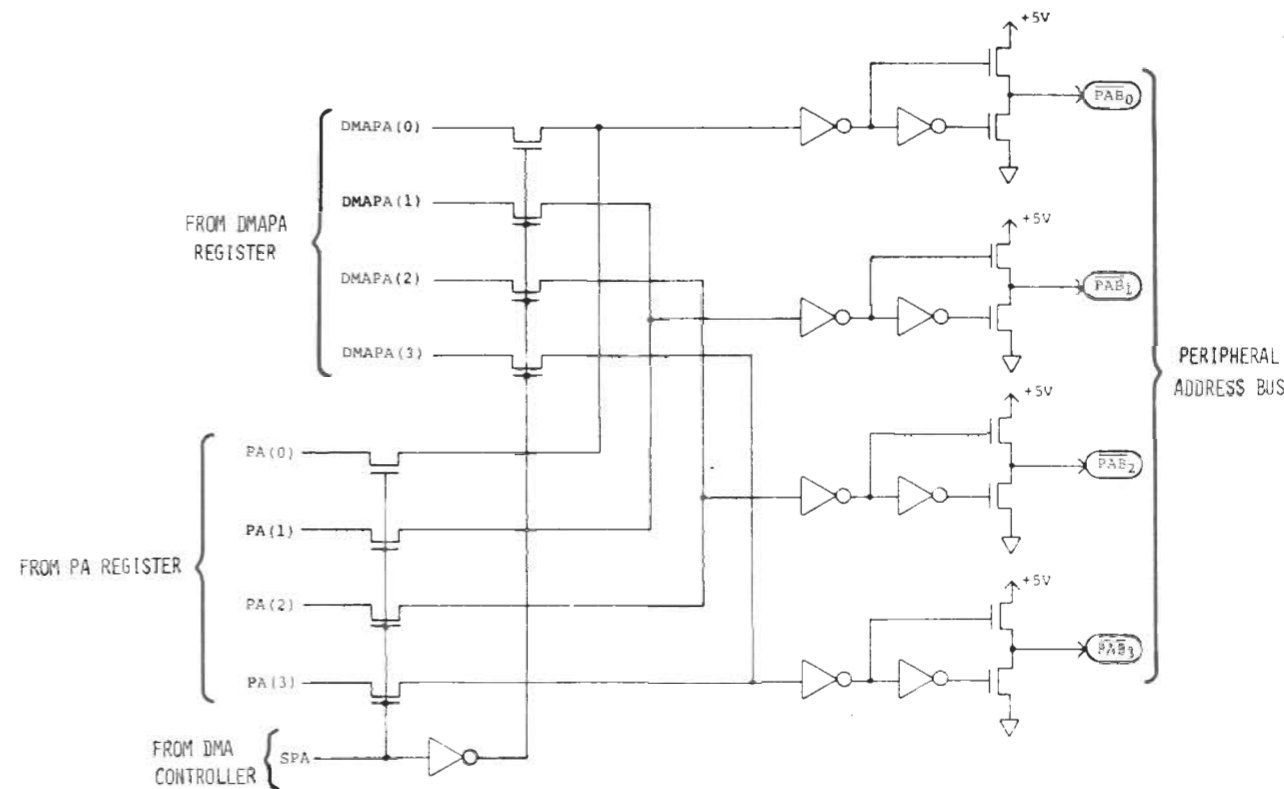 +5V
PAB0
DMAPA(0)
DMAPA(1)
FROM DMAPA
REGISTER
+5V
DMAPA(2)
PAB1
DMAPA(3)
PERIPHERAL
ADDRESS BUS
+5V
PA(0)
PAB2
PA(1)
FROM PA REGISTER
+5V
PA(2)
PAB3
PA(3)
FROM DMA
CONTROLLER
SPA